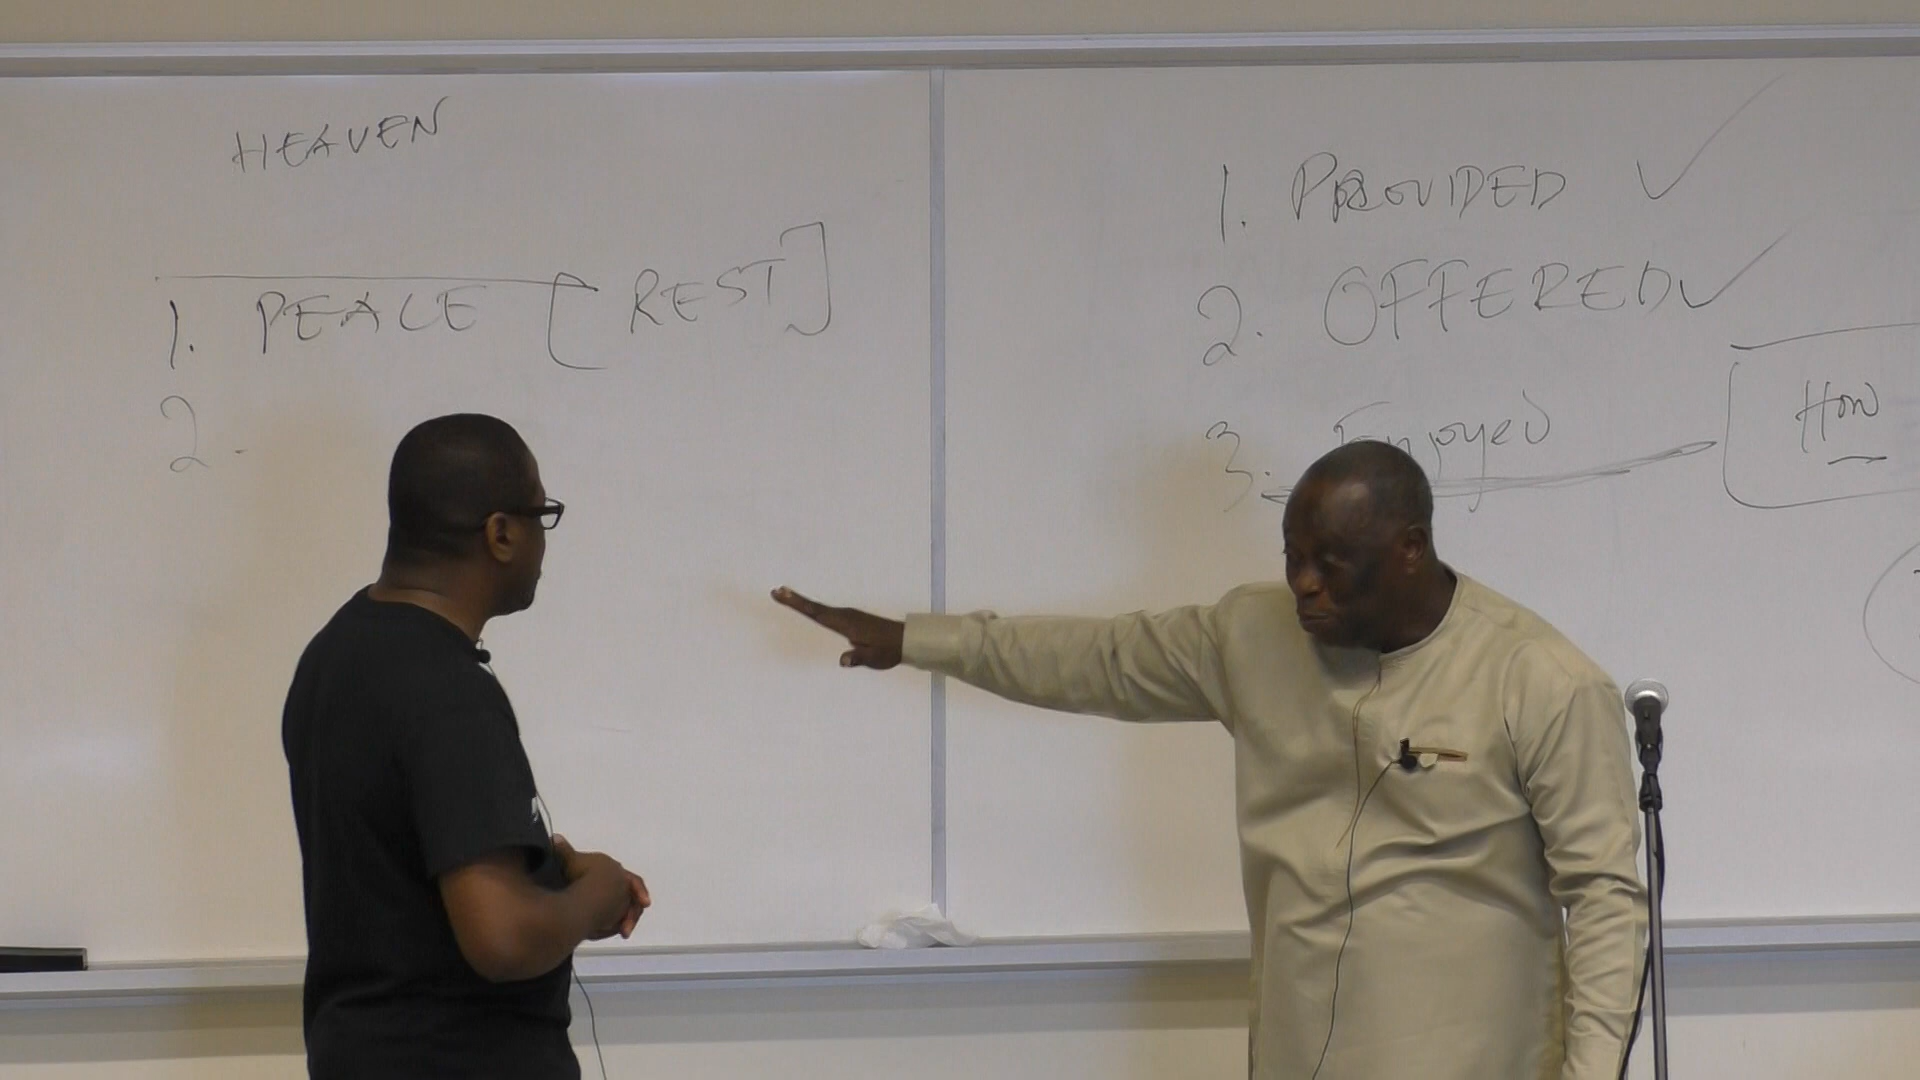 HEAVEN
1. PEACE [REST]
2.
1. PROVIDED ✓
2. OFFERED ✓
3. Enjoyed
How